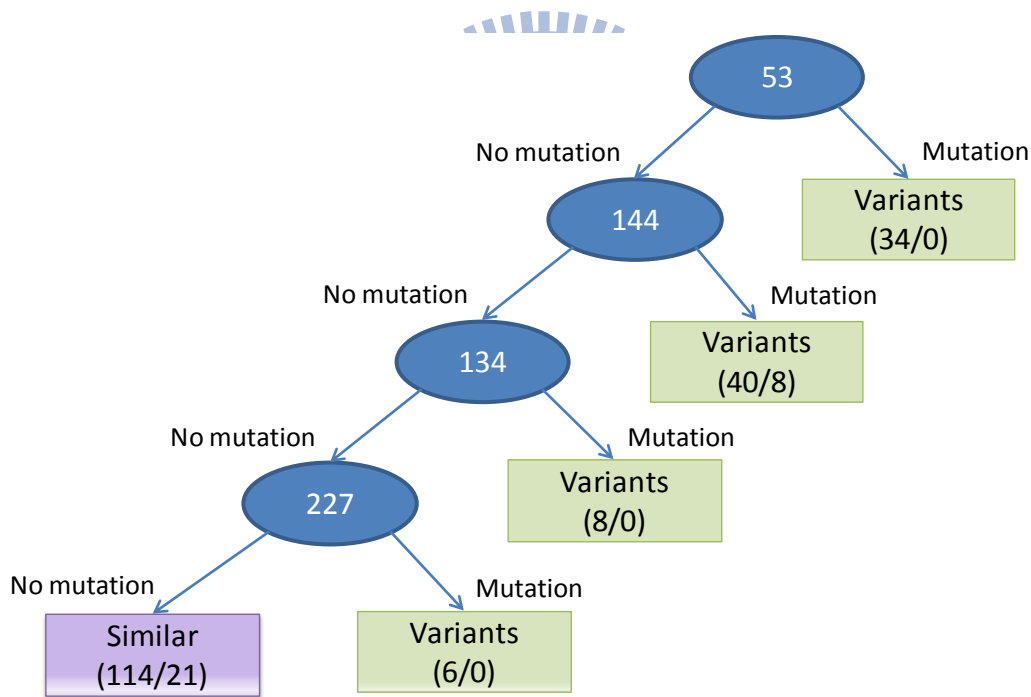 53
No mutation
Mutation
144
Variants
(34/0)
No mutation
Mutation
134
Variants
(40/8)
No mutation
Mutation
227
Variants
(8/0)
No mutation
Mutation
Similar
(114/21)
Variants
(6/0)